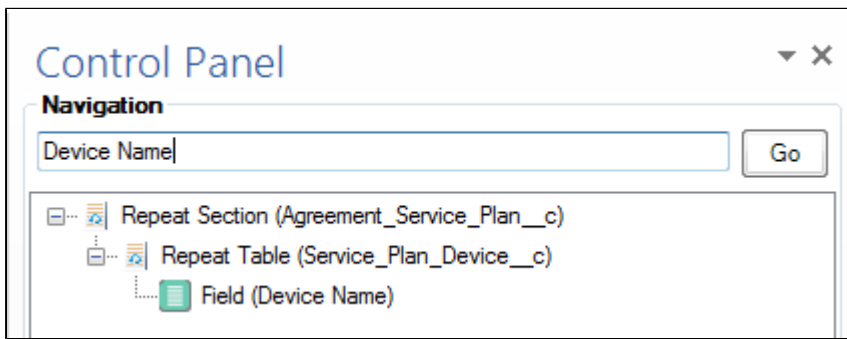 Control Panel
Navigation
Device Name
Go
Repeat Section (Agreement_Service_Plan__c)
Repeat Table (Service_Plan_Device__c)
Field (Device Name)